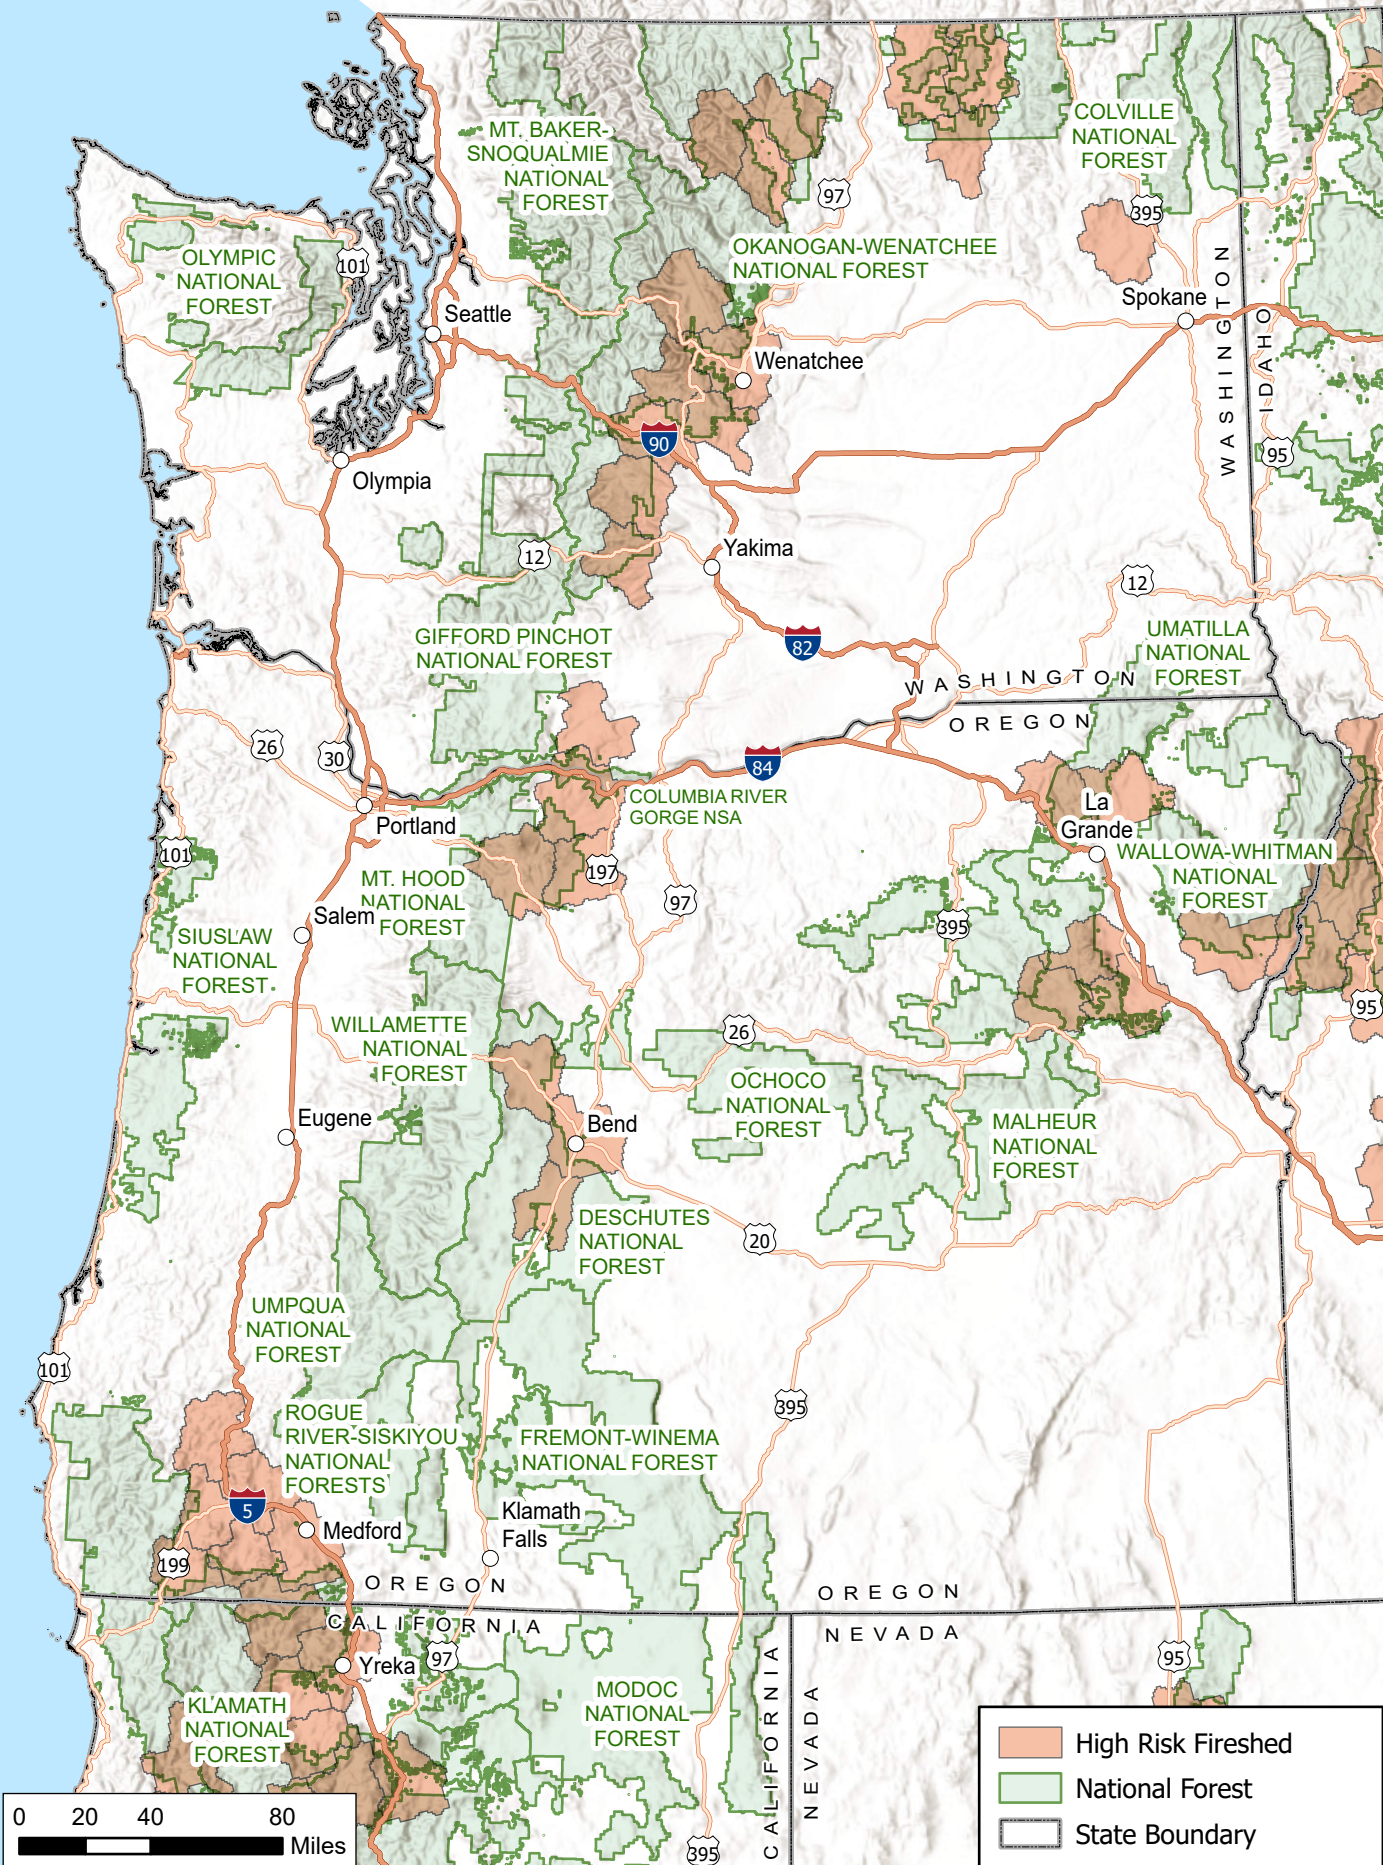 MT. BAKER-
SNOQUALMIE
NATIONAL
FOREST
COLVILLE
NATIONAL
FOREST
97
395
OLYMPIC
NATIONAL
FOREST
101
OKANOGAN-WENATCHEE
NATIONAL FOREST
Seattle
Spokane
WASHINGTON
IDAHO
Wenatchee
90
95
Olympia
12
Yakima
12
GIFFORD PINCHOT
NATIONAL FOREST
82
UMATILLA
NATIONAL
FOREST
WASHINGTON
OREGON
26
30
84
COLUMBIA RIVER
GORGE NSA
Portland
La
Grande
101
197
MT. HOOD
NATIONAL
FOREST
97
WALLOWA-WHITMAN
NATIONAL
FOREST
395
Salem
SIUSLAW
NATIONAL
FOREST
95
WILLAMETTE
NATIONAL
FOREST
26
OCHOCO
NATIONAL
FOREST
Eugene
Bend
MALHEUR
NATIONAL
FOREST
DESCHUTES
NATIONAL
FOREST
20
UMPQUA
NATIONAL
FOREST
101
395
ROGUE
RIVER-SISKIYOU
NATIONAL
FORESTS
FREMONT-WINEMA
NATIONAL FOREST
5
Medford
Klamath
Falls
199
OREGON
CALIFORNIA
OREGON
NEVADA
Yreka
97
95
KLAMATH
NATIONAL
FOREST
MODOC
NATIONAL
FOREST
CALIFORNIA
NEVADA
395
High Risk Fireshed
National Forest
State Boundary
0 20 40 80
Miles